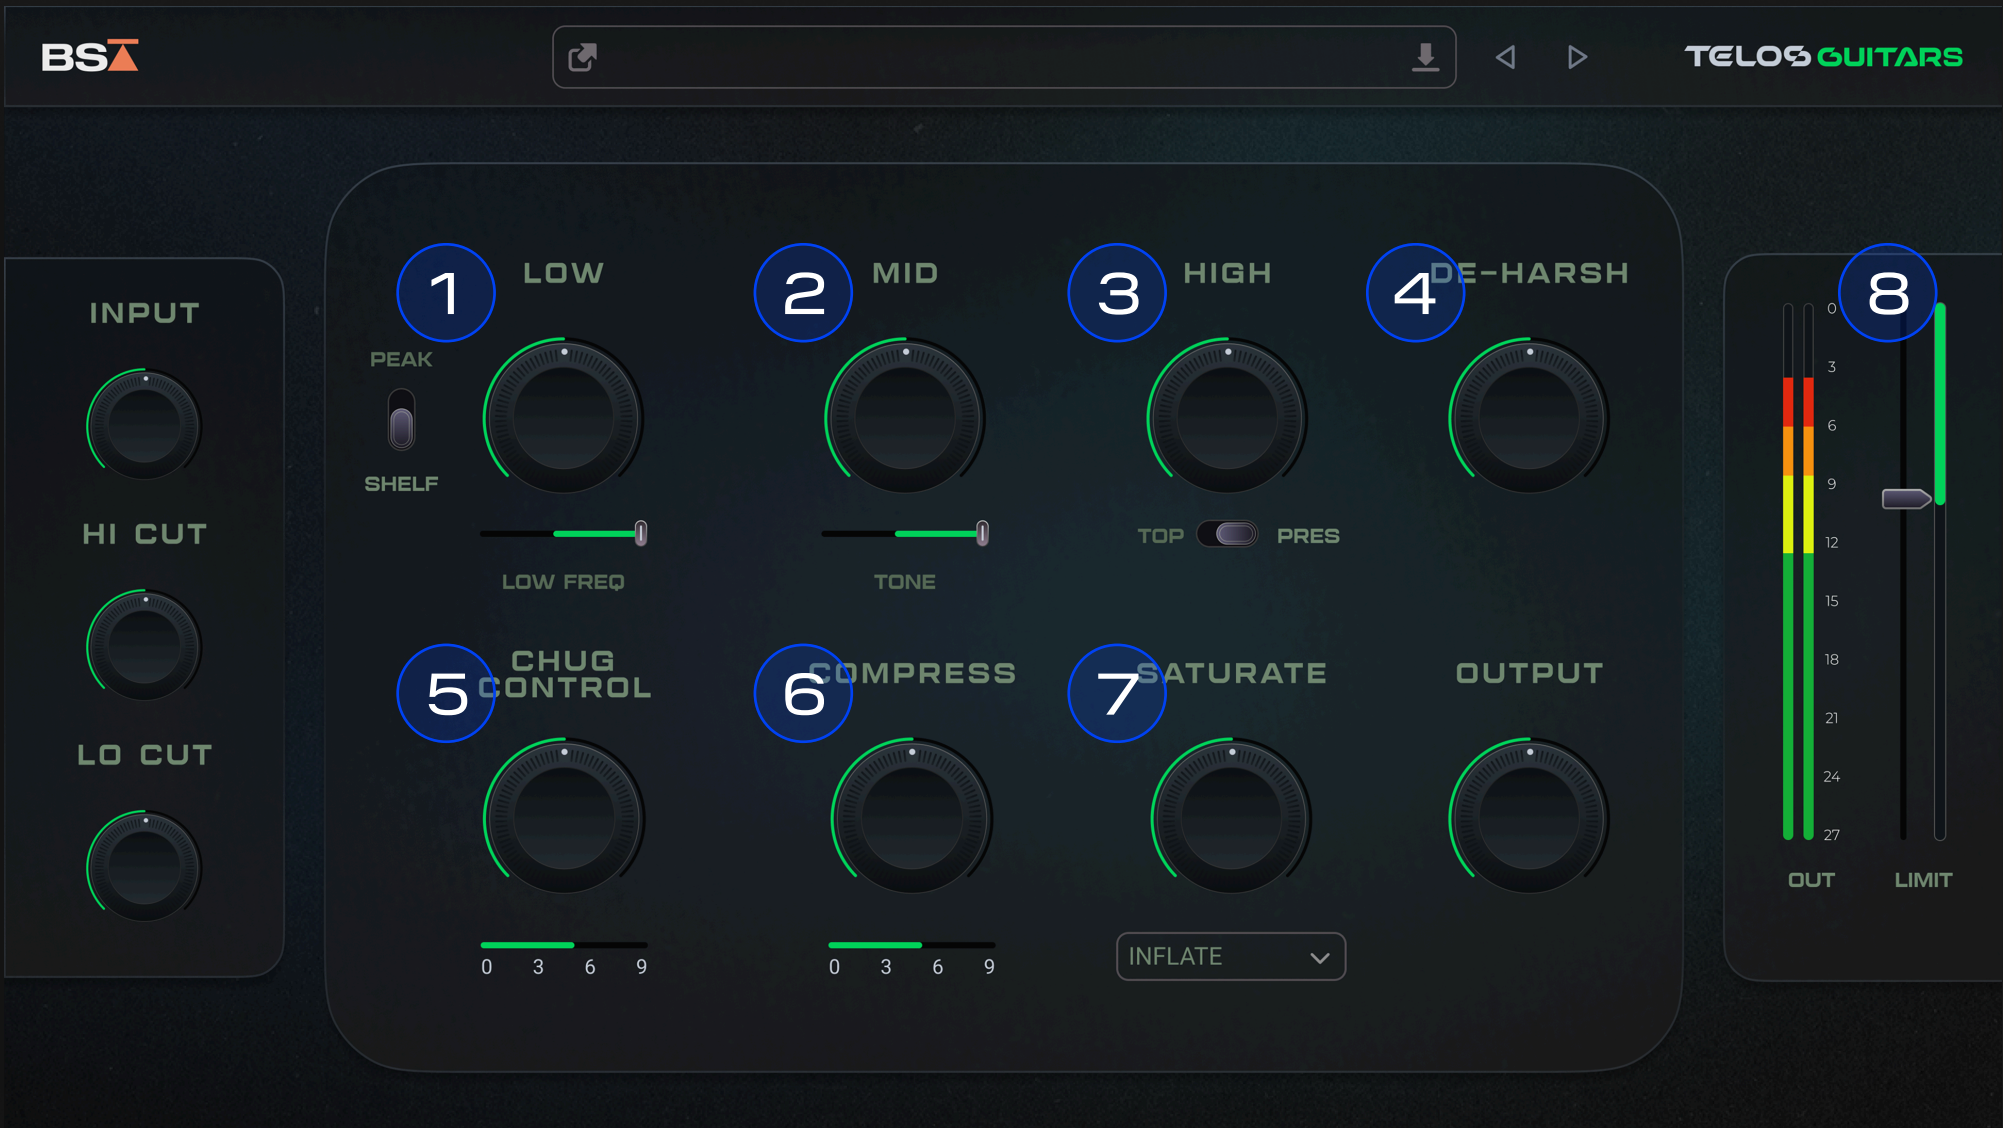 BSA
TELOS GUITARS
INPUT
HI CUT
LO CUT
1
LOW
PEAK
SHELF
LOW FREQ
2
MID
TONE
3
HIGH
TOP
PRES
4
DE-HARSH
5
CHUG
CONTROL
0 3 6 9
6
COMPRESS
0 3 6 9
7
SATURATE
INFLATE
OUTPUT
8
0
3
6
9
12
15
18
21
24
27
OUT
LIMIT